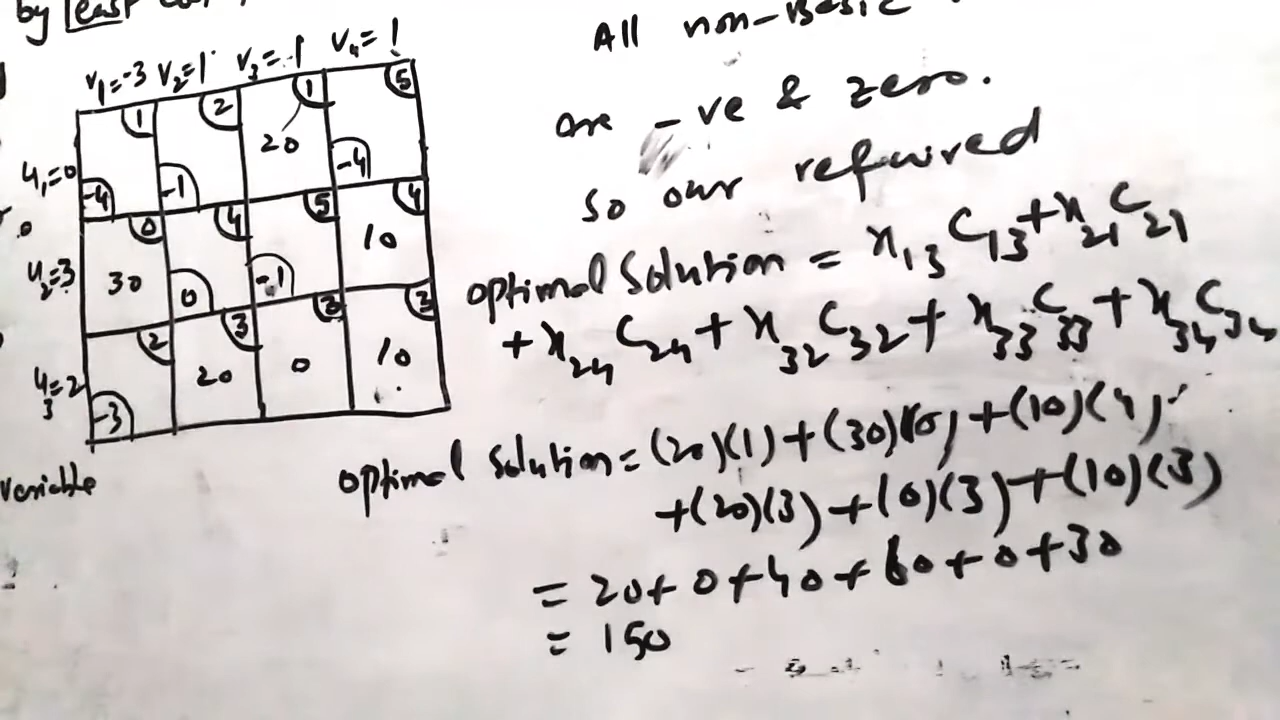 by least
v₁=-3 v₂=1 v₃=-1 v₄=1
1 2 1 5
20
u₁=0 -4 -1 -4
0 4 5 4
u₂=3 30 0 -1 10
2 3 3 3
u₃=2 -3 20 0 10
variable
All non-Basic
are -ve & zero.
so our required
optimal solution = x₁₃ C₁₃ + x₂₁ C₂₁
+ x₂₄ C₂₄ + x₃₂ C₃₂ + x₃₃ C₃₃ + x₃₄ C₃₄
optimal solution = (20)(1) + (30)(0) + (10)(4)
+ (20)(3) + (0)(3) + (10)(3)
= 20 + 0 + 40 + 60 + 0 + 30
= 150